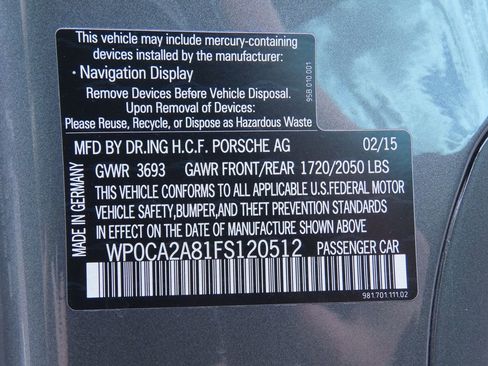 This vehicle may include mercury-containing
devices installed by the manufacturer.
· Navigation Display
Remove Devices Before Vehicle Disposal.
Upon Removal of Devices:
Please Reuse, Recycle, or Dispose as Hazardous Waste
95B.010.001
MFD BY DR.ING H.C.F. PORSCHE AG 02/15
GVWR 3693 GAWR FRONT/REAR 1720/2050 LBS
THIS VEHICLE CONFORMS TO ALL APPLICABLE U.S.FEDERAL MOTOR
VEHICLE SAFETY,BUMPER,AND THEFT PREVENTION STANDARDS
IN EFFECT ON THE DATE OF MANUFACTURE SHOWN ABOVE
WP0CA2A81FS120512 PASSENGER CAR
MADE IN GERMANY
981.701.111.02